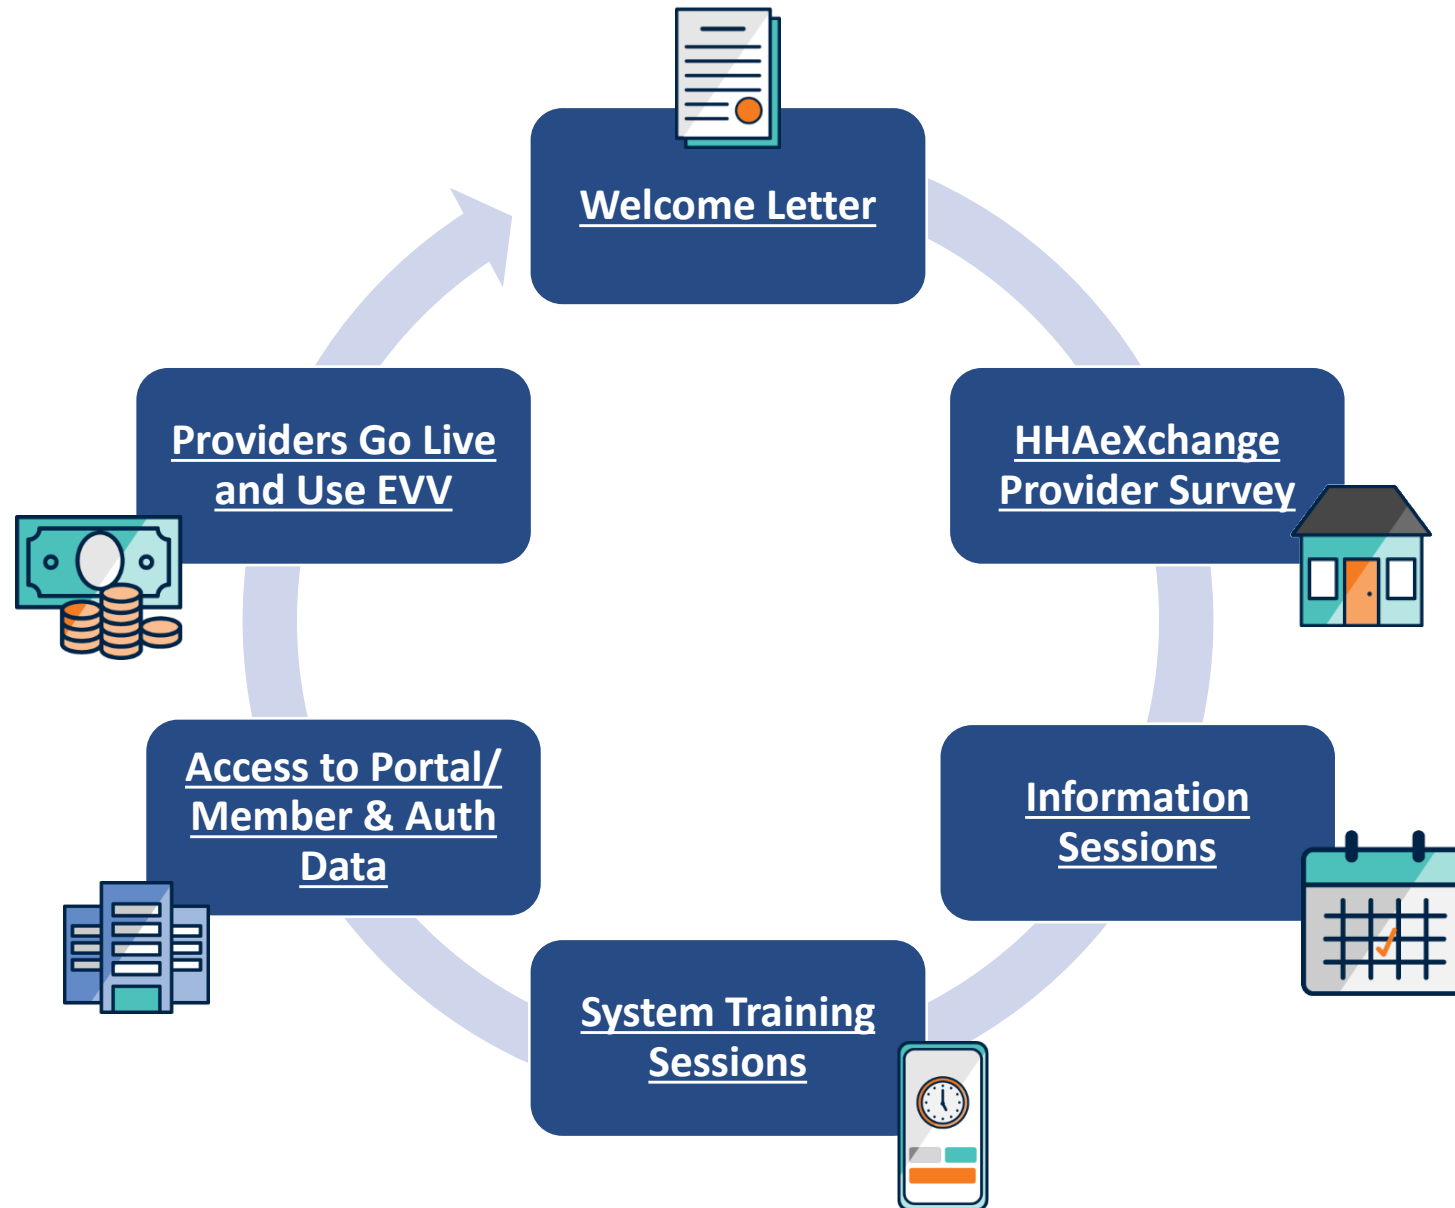 Welcome Letter
HHAeXchange
Provider Survey
Information
Sessions
System Training
Sessions
Access to Portal/
Member & Auth
Data
Providers Go Live
and Use EVV